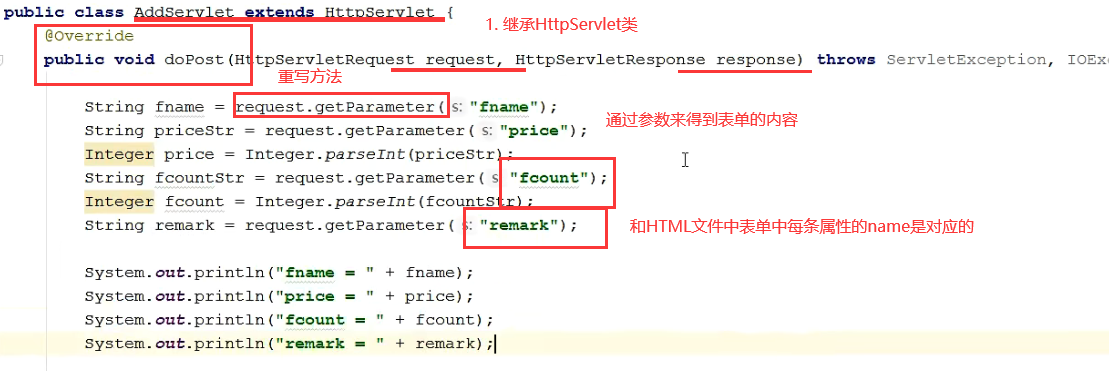 public class AddServlet extends HttpServlet {
1. 继承HttpServlet类
@Override
public void doPost(HttpServletRequest request, HttpServletResponse response) throws ServletException, IOExc
重写方法
String fname = request.getParameter( s: "fname");
通过参数来得到表单的内容
String priceStr = request.getParameter( s: "price");
Integer price = Integer.parseInt(priceStr);
String fcountStr = request.getParameter( s "fcount");
Integer fcount = Integer.parseInt(fcountStr);
String remark = request.getParameter( s: "remark");
和HTML文件中表单中每条属性的name是对应的
System.out.println("fname = " + fname);
System.out.println("price = " + price);
System.out.println("fcount = " + fcount);
System.out.println("remark = " + remark);